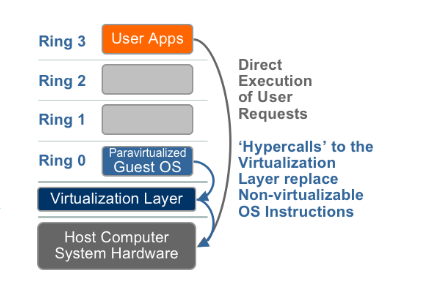 Ring 3
User Apps
Direct
Execution
of User
Requests
Ring 2
Ring 1
Ring 0
Paravirtualized
Guest OS
‘Hypercalls’ to the
Virtualization
Layer replace
Non-virtualizable
OS Instructions
Virtualization Layer
Host Computer
System Hardware